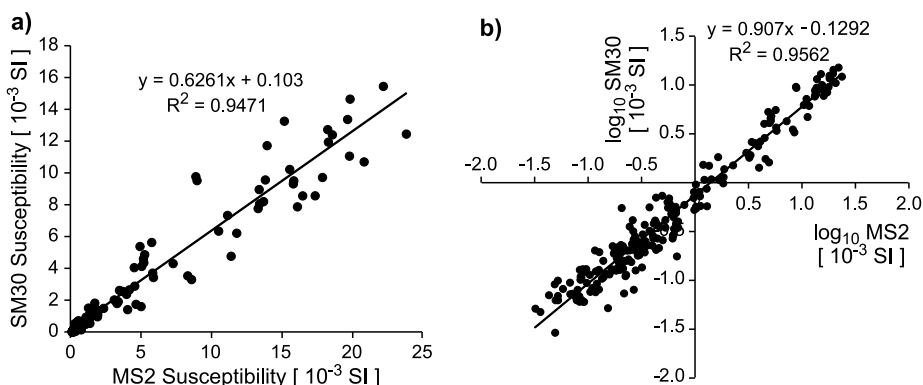 a)
18
16
14
12
10
8
6
4
2
0
SM30 Susceptibility [ 10⁻³ SI ]
y = 0.6261x + 0.103
R² = 0.9471
0 5 10 15 20 25
MS2 Susceptibility [ 10⁻³ SI ]
b)
y = 0.907x - 0.1292
R² = 0.9562
log₁₀ SM30
[ 10⁻³ SI ]
1.5
1.0
0.5
-2.0 -1.5 -1.0 -0.5
0.5 1.0 1.5 2.0
log₁₀ MS2
[ 10⁻³ SI ]
-1.0
-1.5
-2.0